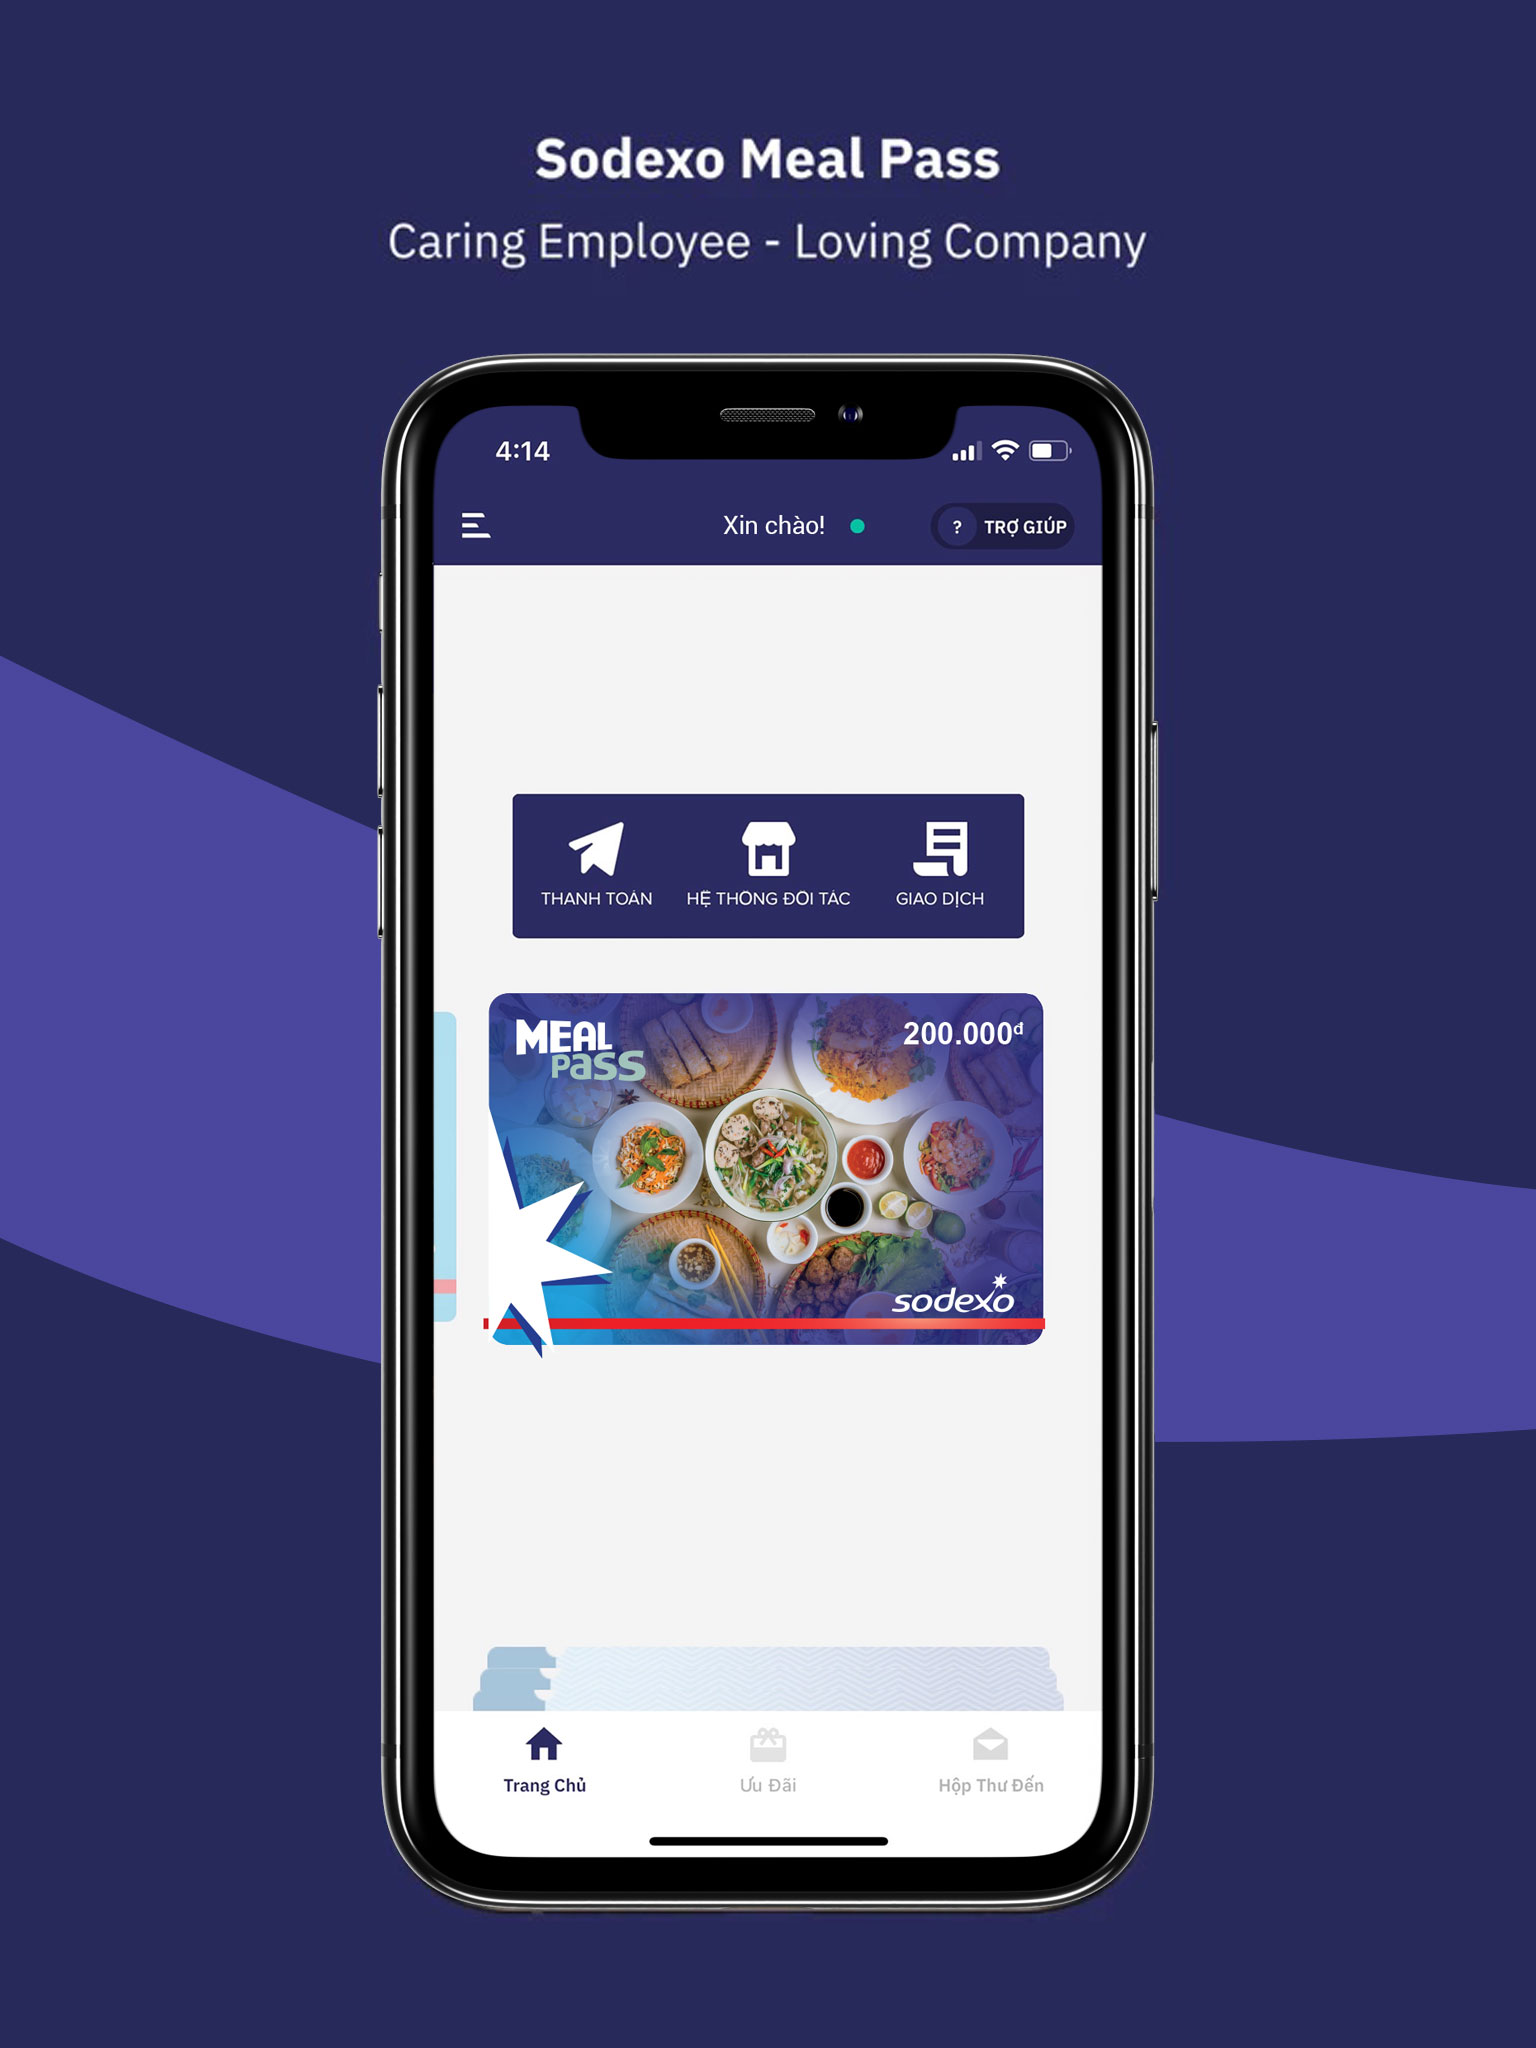 Sodexo Meal Pass
Caring Employee - Loving Company
4:14
Xin chào!
? TRỢ GIÚP
THANH TOÁN
HỆ THỐNG ĐỐI TÁC
GIAO DỊCH
MEAL
Pass
200.000đ
sodexo
Trang Chủ
Ưu Đãi
Hộp Thư Đến